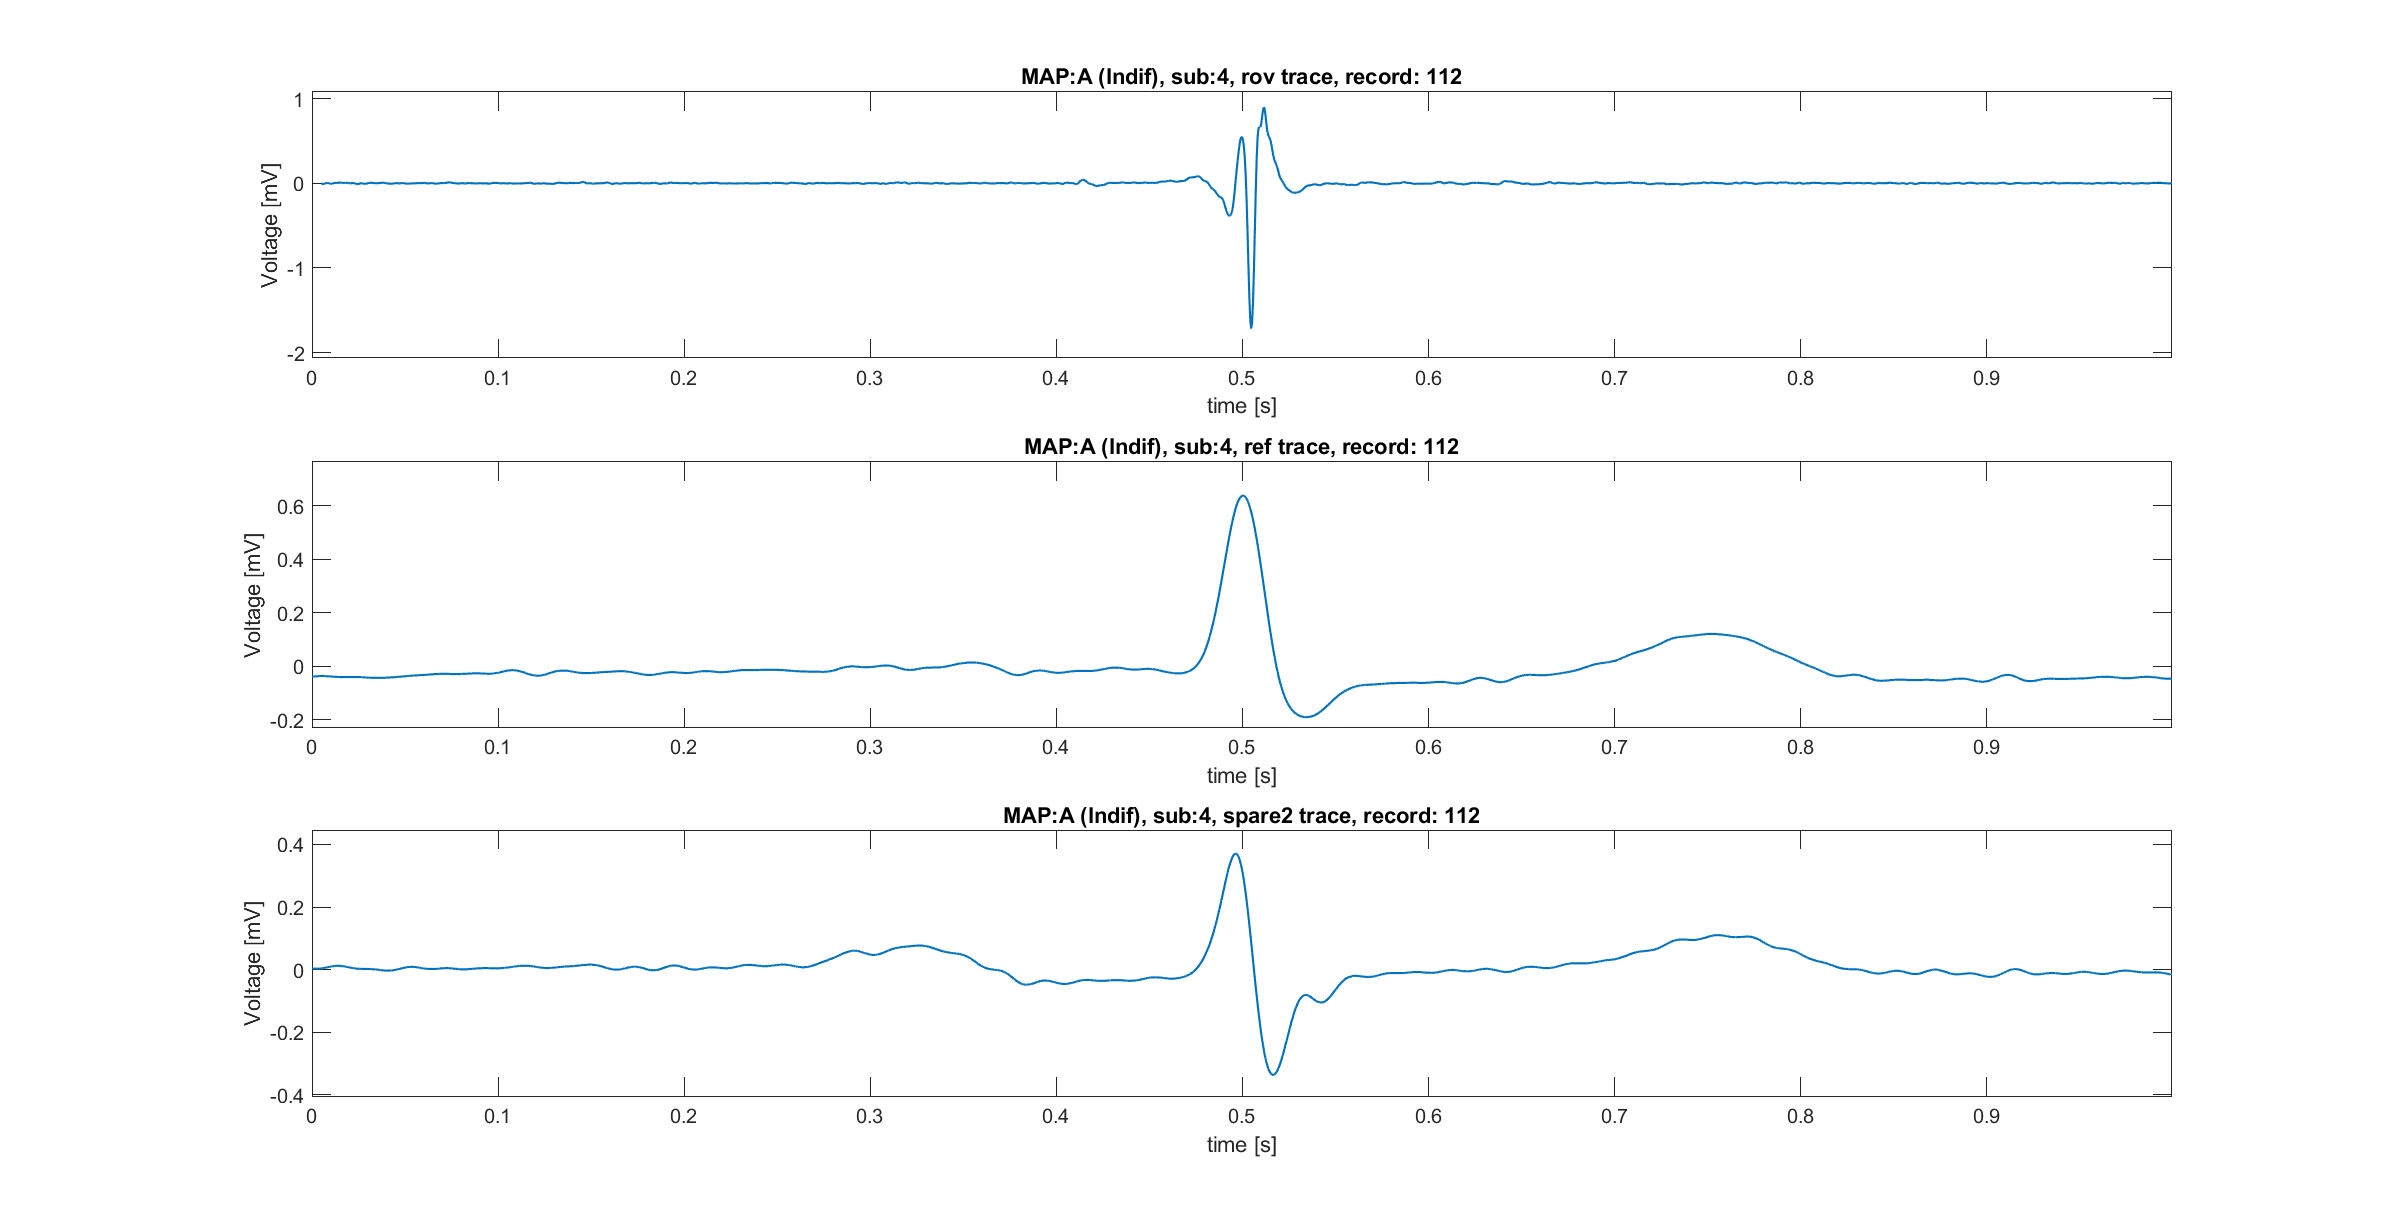 MAP:A (Indif), sub:4, rov trace, record: 112
Voltage [mV]
1
0
-1
-2
0 0.1 0.2 0.3 0.4 0.5 0.6 0.7 0.8 0.9
time [s]
MAP:A (Indif), sub:4, ref trace, record: 112
Voltage [mV]
0.6
0.4
0.2
0
-0.2
0 0.1 0.2 0.3 0.4 0.5 0.6 0.7 0.8 0.9
time [s]
MAP:A (Indif), sub:4, spare2 trace, record: 112
Voltage [mV]
0.4
0.2
0
-0.2
-0.4
0 0.1 0.2 0.3 0.4 0.5 0.6 0.7 0.8 0.9
time [s]